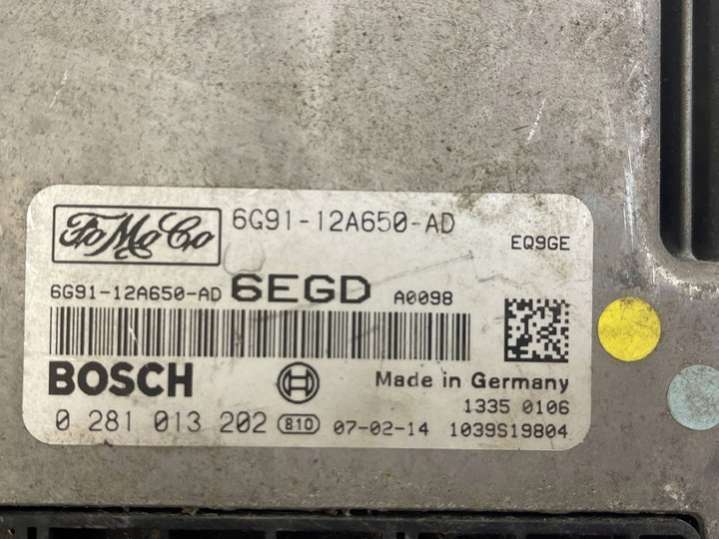 FoMoCo 6G91-12A650-AD
EQ9GE
6G91-12A650-AD 6EGD A0098
BOSCH Made in Germany
1335 0106
0 281 013 202 810 07-02-14 1039S19804